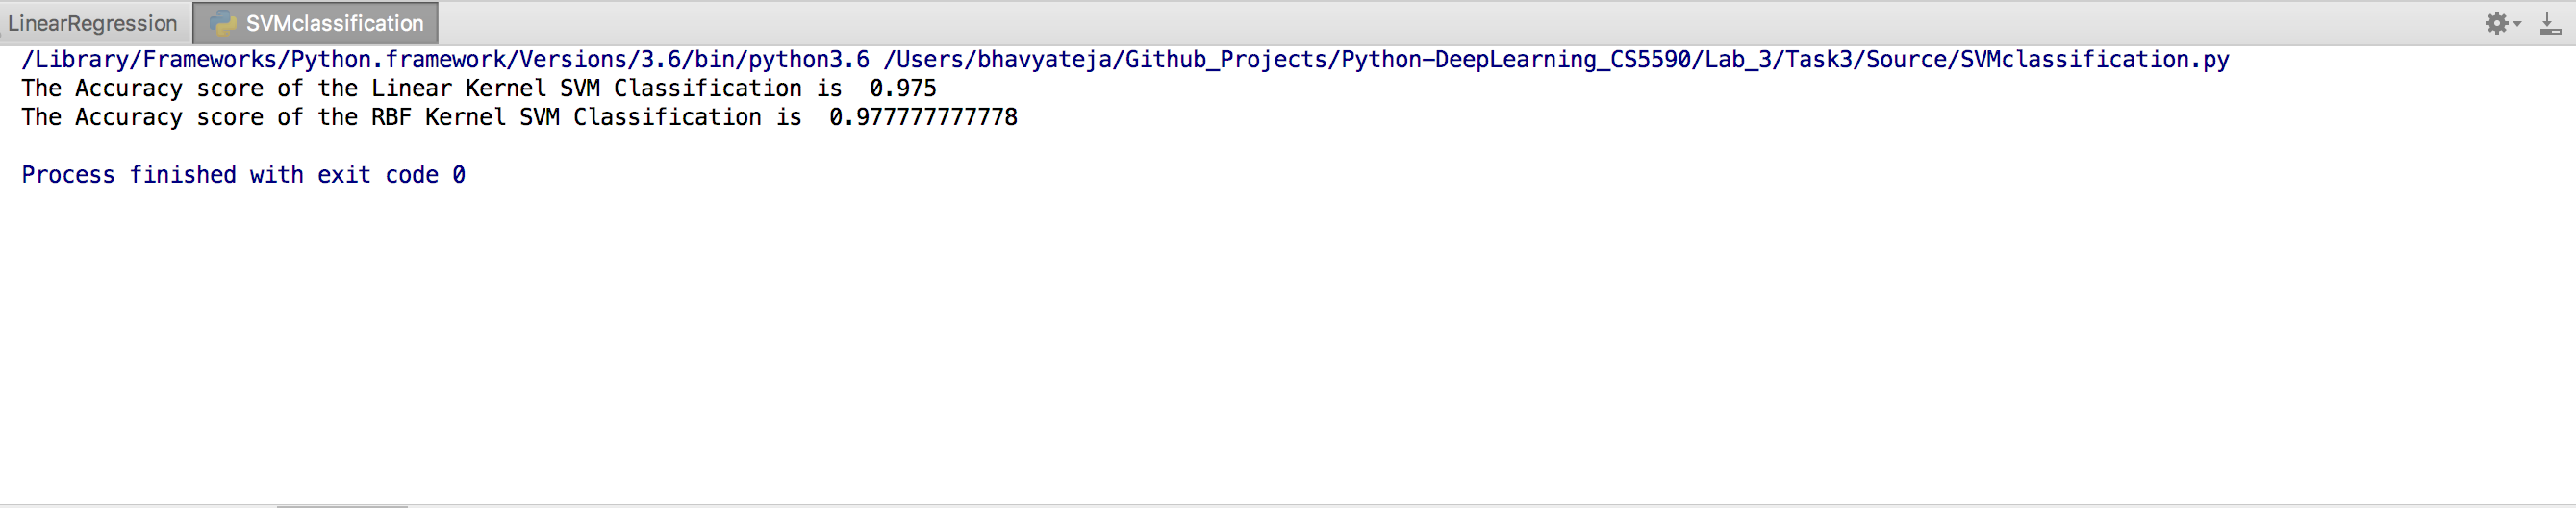 LinearRegression SVMclassification
/Library/Frameworks/Python.framework/Versions/3.6/bin/python3.6 /Users/bhavyateja/Github_Projects/Python-DeepLearning_CS5590/Lab_3/Task3/Source/SVMclassification.py
The Accuracy score of the Linear Kernel SVM Classification is  0.975
The Accuracy score of the RBF Kernel SVM Classification is  0.977777777778
Process finished with exit code 0